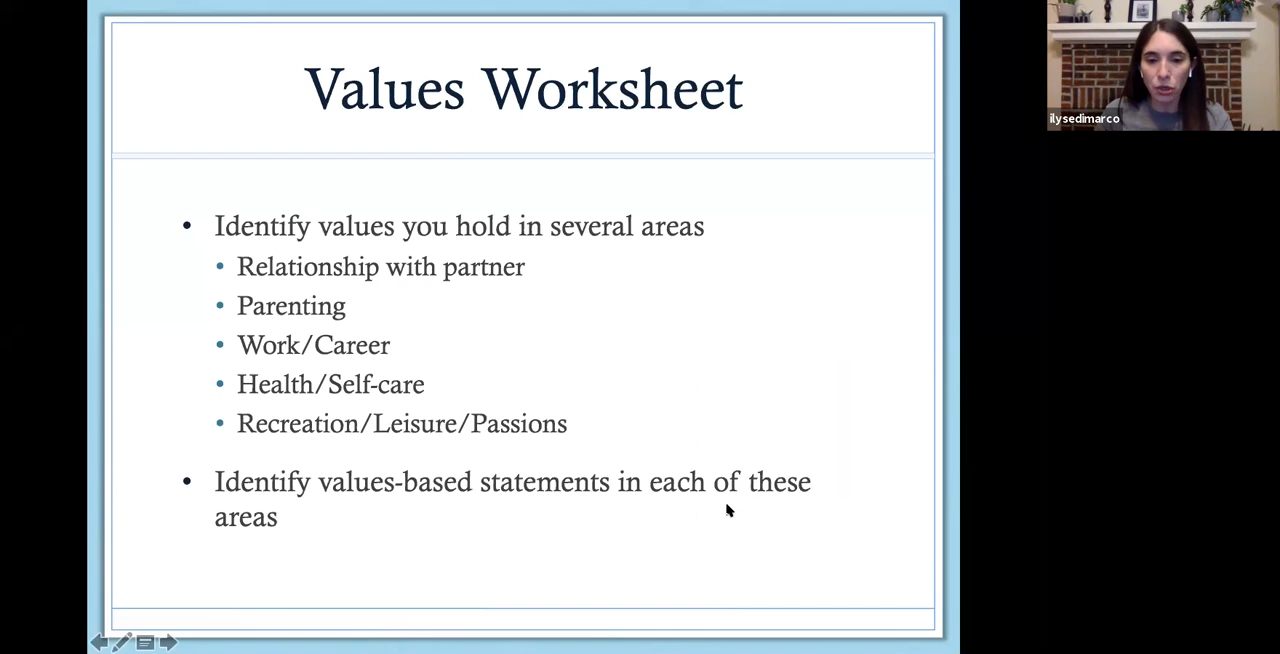 Values Worksheet
• Identify values you hold in several areas
• Relationship with partner
• Parenting
• Work/Career
• Health/Self-care
• Recreation/Leisure/Passions
• Identify values-based statements in each of these
areas
ilysedimarco